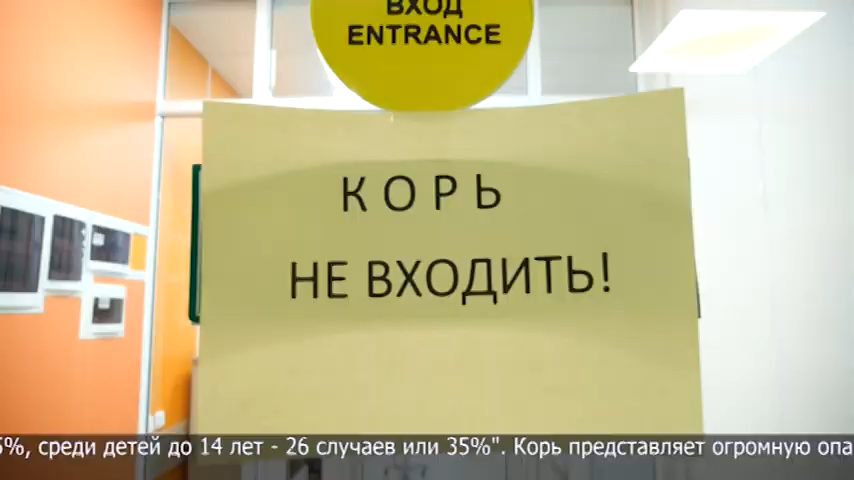 ВХОД
ENTRANCE
КОРЬ
НЕ ВХОДИТЬ!
%, среди детей до 14 лет - 26 случаев или 35%". Корь представляет огромную